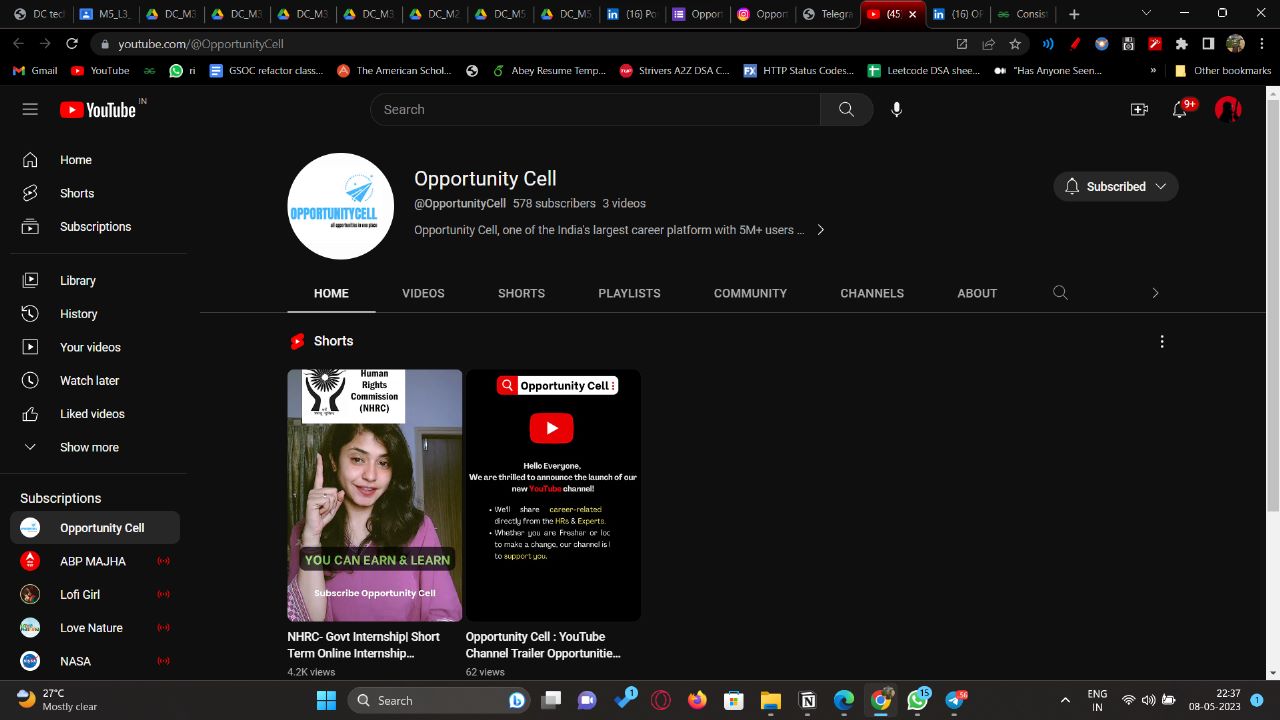 DC tech
M5_L3_
DC_M3
DC_M3
DC_M3
DC_M3
DC_M2
DC_M5
DC_M5
(16) Po
Opport
Opport
Telegra
(45
(16) OP
Consist
youtube.com/@OpportunityCell
Gmail
YouTube
ri
GSOC refactor class...
The American Schol...
Abey Resume Temp...
Strivers A2Z DSA C...
HTTP Status Codes...
Leetcode DSA shee...
"Has Anyone Seen...
»
Other bookmarks
YouTube IN
Search
9+
Home
Shorts
Subscriptions
Library
History
Your videos
Watch later
Liked videos
Show more
Subscriptions
Opportunity Cell
ABP MAJHA
Lofi Girl
Love Nature
NASA
OPPORTUNITYCELL
all opportunities in one place
Opportunity Cell
@OpportunityCell 578 subscribers 3 videos
Opportunity Cell, one of the India's largest career platform with 5M+ users ...
Subscribed
HOME
VIDEOS
SHORTS
PLAYLISTS
COMMUNITY
CHANNELS
ABOUT
Shorts
Human
Rights
Commission
(NHRC)
YOU CAN EARN & LEARN
Subscribe Opportunity Cell
NHRC- Govt Internship| Short
Term Online Internship...
4.2K views
Opportunity Cell
Hello Everyone,
We are thrilled to announce the launch of our
new YouTube channel!
• We'll share career-related
directly from the HRs & Experts.
• Whether you are Fresher or loo
to make a change, our channel is
to support you.
Opportunity Cell : YouTube
Channel Trailer Opportunitie...
62 views
27°C
Mostly clear
Search
1
15
56
ENG
IN
22:37
08-05-2023
1